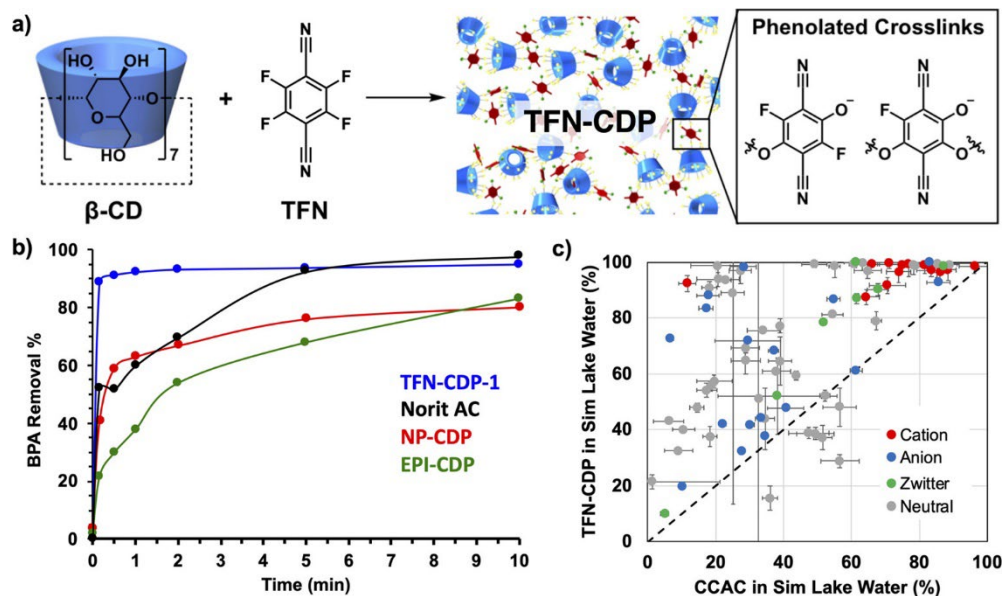 a)
HO
OH
O
O
HO
7
β-CD
+
CN
F
F
F
F
CN
TFN
TFN-CDP
Phenolated Crosslinks
N
F
O⁻
O
F
N
N
F
O⁻
O
O
N
b)
BPA Removal %
100
80
60
40
20
0
0
1
2
3
4
5
6
7
8
9
10
Time (min)
TFN-CDP-1
Norit AC
NP-CDP
EPI-CDP
c)
TFN-CDP in Sim Lake Water (%)
100
80
60
40
20
0
0
20
40
60
80
100
CCAC in Sim Lake Water (%)
Cation
Anion
Zwitter
Neutral